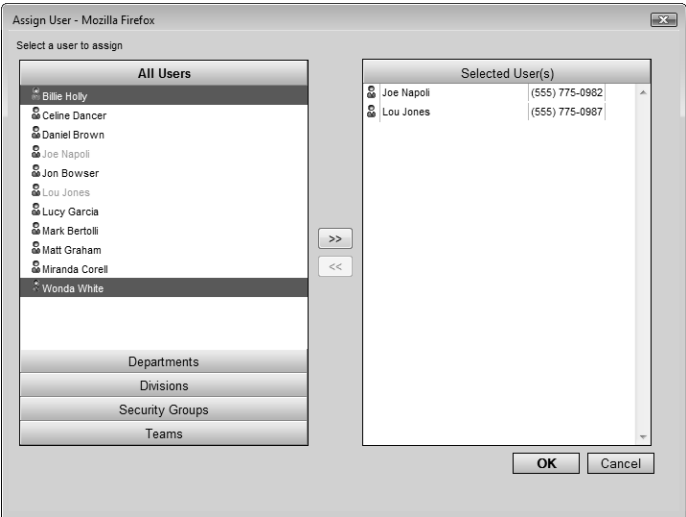 Assign User - Mozilla Firefox
Select a user to assign
All Users
Billie Holly
Celine Dancer
Daniel Brown
Joe Napoli
Jon Bowser
Lou Jones
Lucy Garcia
Mark Bertolli
Matt Graham
Miranda Corell
Wonda White
Departments
Divisions
Security Groups
Teams
>>
<<
Selected User(s)
Joe Napoli (555) 775-0982
Lou Jones (555) 775-0987
OK Cancel